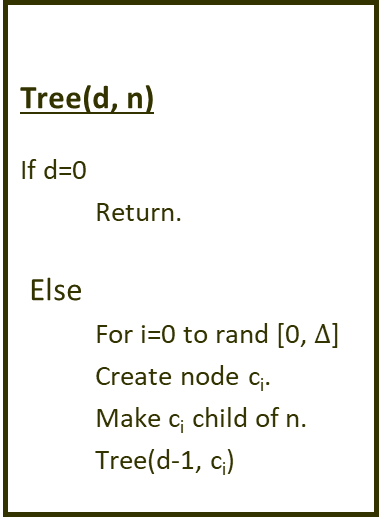 Tree(d, n)
If d=0
Return.
Else
For i=0 to rand [0, Δ]
Create node cᵢ.
Make cᵢ child of n.
Tree(d-1, cᵢ)